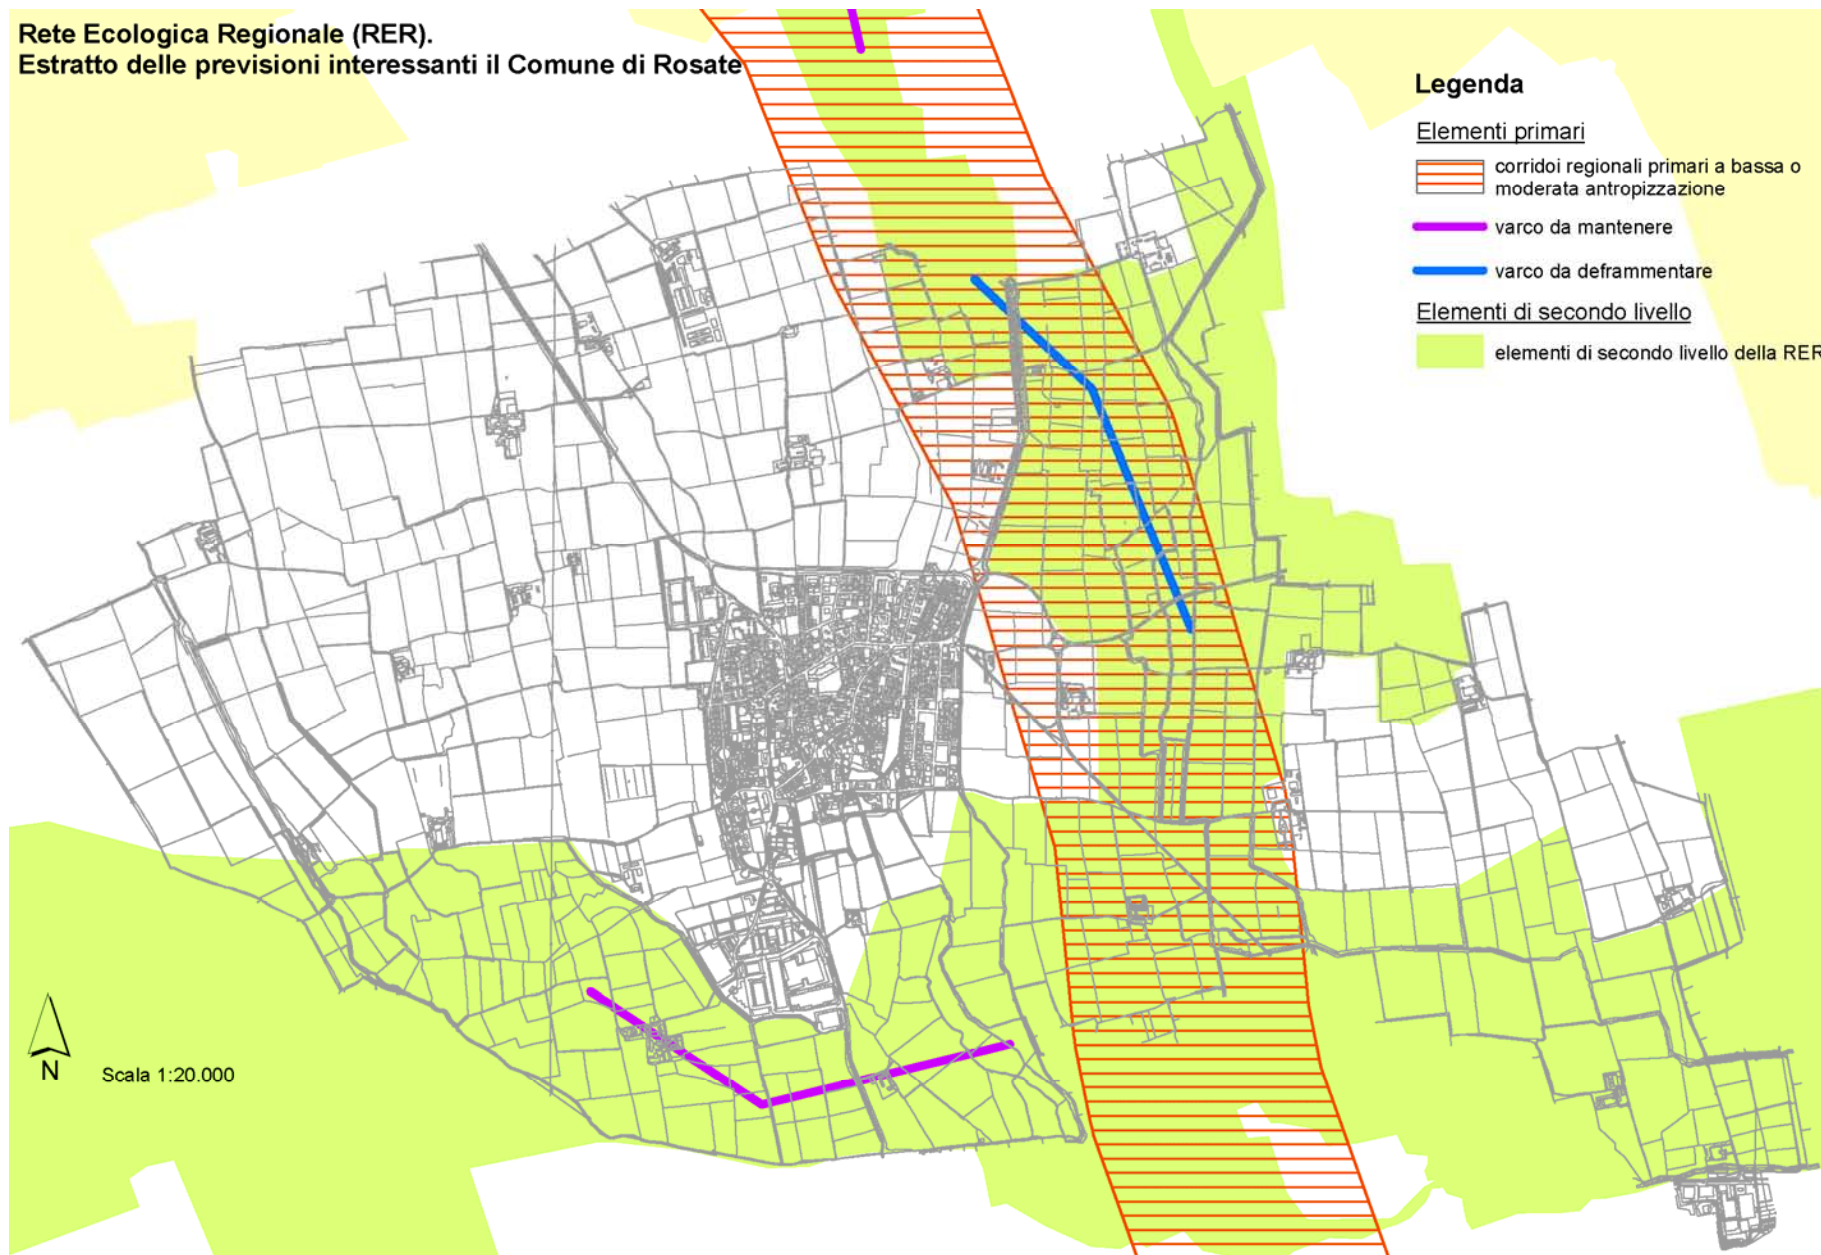 Rete Ecologica Regionale (RER).
Estratto delle previsioni interessanti il Comune di Rosate
Legenda
Elementi primari
corridoi regionali primari a bassa o
moderata antropizzazione
varco da mantenere
varco da deframmentare
Elementi di secondo livello
elementi di secondo livello della RER
N
Scala 1:20.000